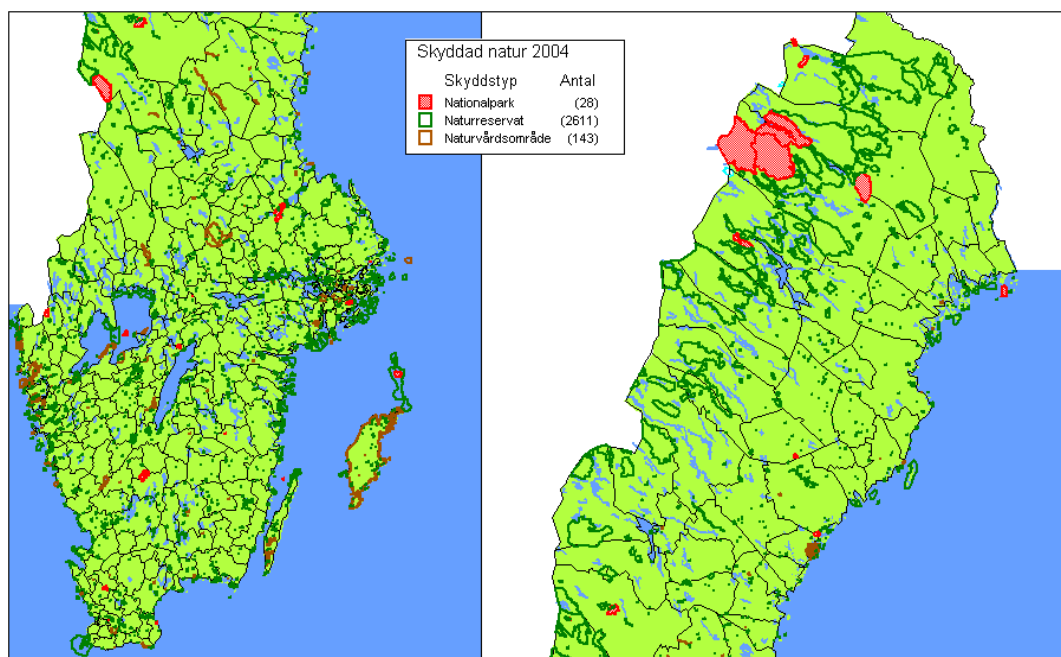 Skyddad natur 2004
Skyddstyp Antal
Nationalpark (28)
Naturreservat (2611)
Naturvårdsområde (143)